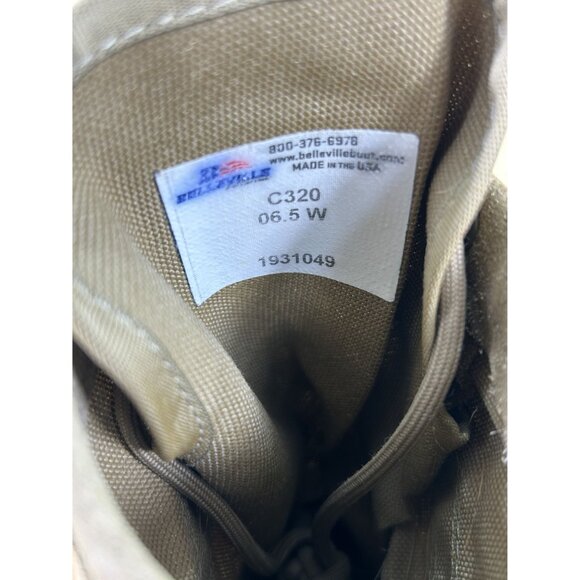 800-376-6978
www.bellevilleboot.com
MADE IN THE USA
BELLEVILLE
C320
06.5 W
1931049